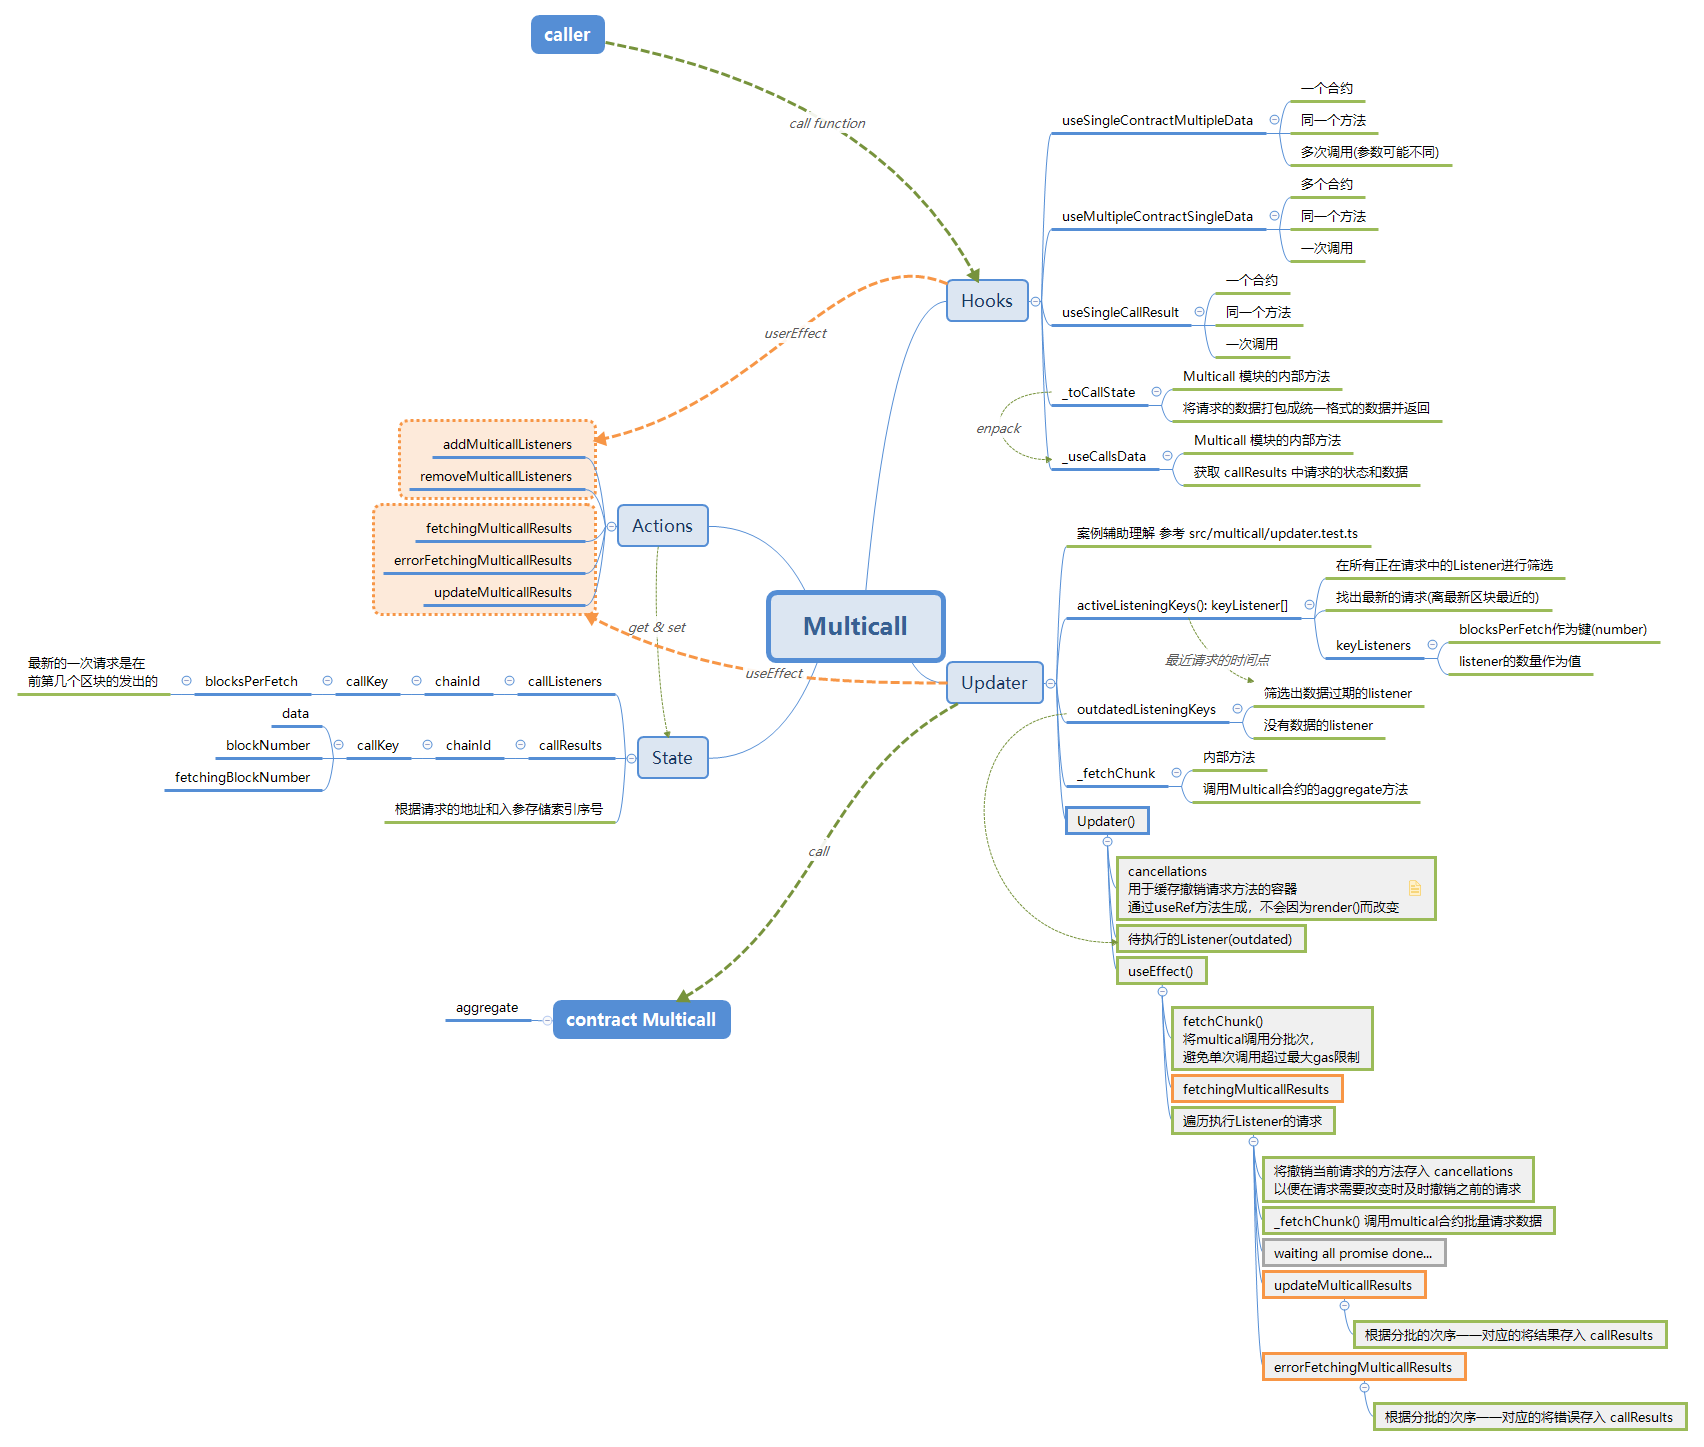 caller
call function
useSingleContractMultipleData
一个合约
同一个方法
多次调用(参数可能不同)
useMultipleContractSingleData
多个合约
同一个方法
一次调用
Hooks
useSingleCallResult
一个合约
同一个方法
一次调用
userEffect
_toCallState
Multicall 模块的内部方法
将请求的数据打包成统一格式的数据并返回
enpack
_useCallsData
Multicall 模块的内部方法
获取 callResults 中请求的状态和数据
addMulticallListeners
removeMulticallListeners
fetchingMulticallResults
errorFetchingMulticallResults
updateMulticallResults
Actions
get & set
Multicall
useEffect
Updater
最新的一次请求是在
前第几个区块的发出的
blocksPerFetch
callKey
chainId
callListeners
data
blockNumber
fetchingBlockNumber
callKey
chainId
callResults
State
根据请求的地址和入参存储索引序号
案例辅助理解 参考 src/multicall/updater.test.ts
activeListeningKeys(): keyListener[]
在所有正在请求中的Listener进行筛选
找出最新的请求(离最新区块最近的)
keyListeners
blocksPerFetch作为键(number)
listener的数量作为值
最近请求的时间点
outdatedListeningKeys
筛选出数据过期的listener
没有数据的listener
_fetchChunk
内部方法
调用Multicall合约的aggregate方法
Updater()
call
cancellations
用于缓存撤销请求方法的容器
通过useRef方法生成，不会因为render()而改变
待执行的Listener(outdated)
useEffect()
aggregate
contract Multicall
fetchChunk()
将multical调用分批次，
避免单次调用超过最大gas限制
fetchingMulticallResults
遍历执行Listener的请求
将撤销当前请求的方法存入 cancellations
以便在请求需要改变时及时撤销之前的请求
_fetchChunk() 调用multical合约批量请求数据
waiting all promise done...
updateMulticallResults
根据分批的次序一一对应的将结果存入 callResults
errorFetchingMulticallResults
根据分批的次序一一对应的将错误存入 callResults